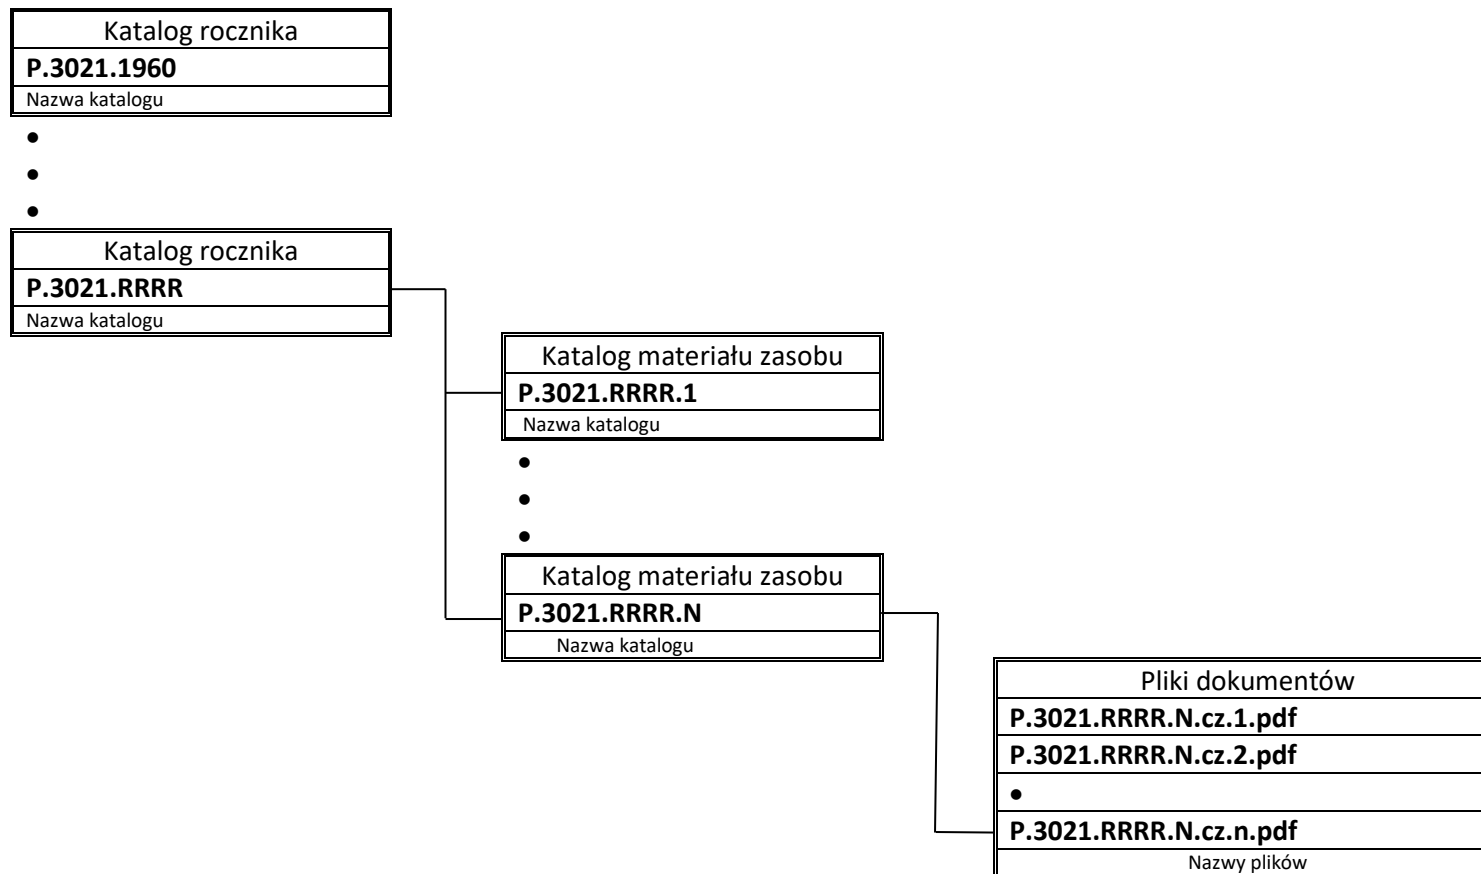 Katalog rocznika
P.3021.1960
Nazwa katalogu
•
•
•
Katalog rocznika
P.3021.RRRR
Nazwa katalogu
Katalog materiału zasobu
P.3021.RRRR.1
Nazwa katalogu
•
•
•
Katalog materiału zasobu
P.3021.RRRR.N
Nazwa katalogu
Pliki dokumentów
P.3021.RRRR.N.cz.1.pdf
P.3021.RRRR.N.cz.2.pdf
•
P.3021.RRRR.N.cz.n.pdf
Nazwy plików